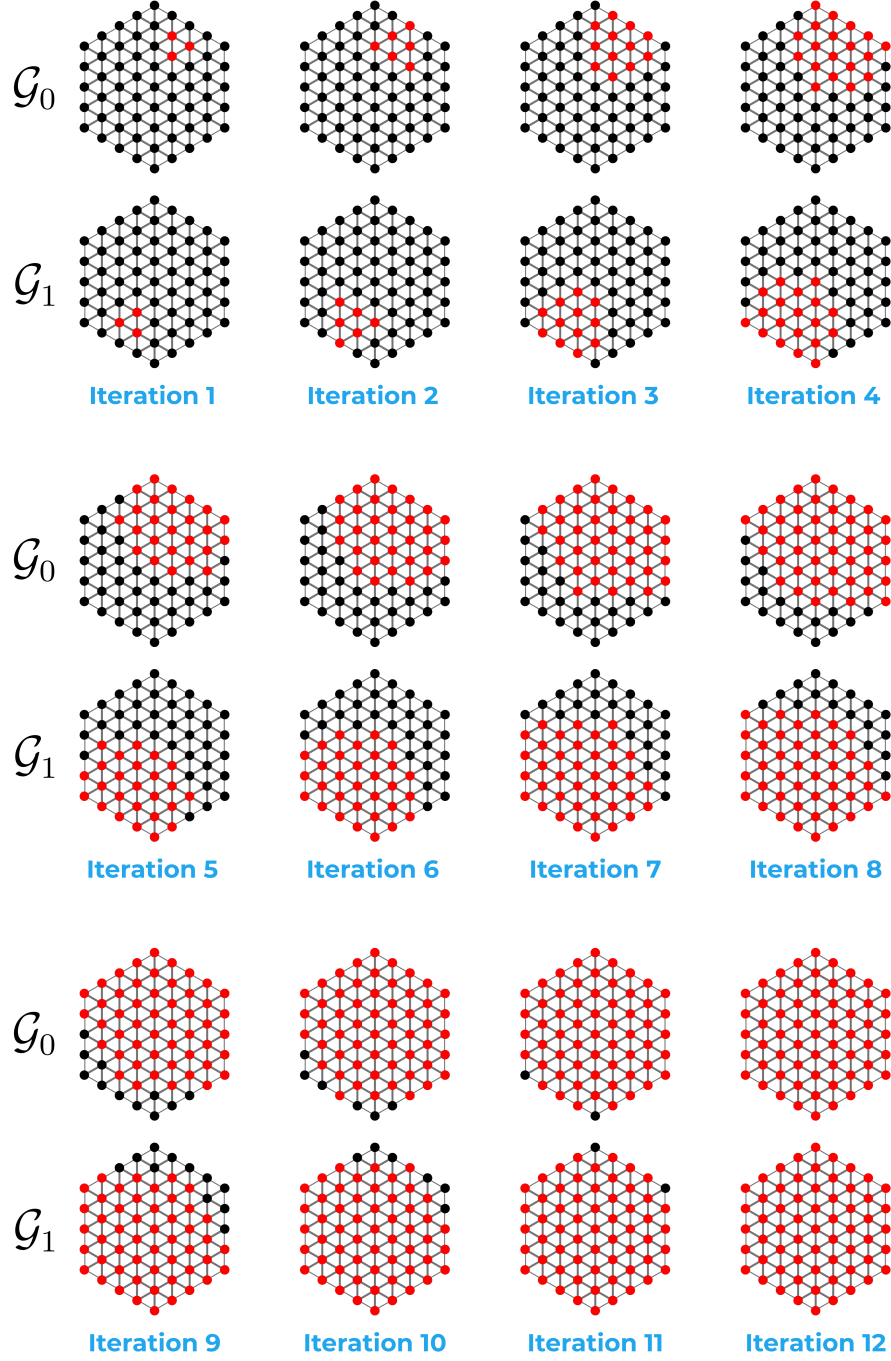 𝒢₀
𝒢₁
Iteration 1 Iteration 2 Iteration 3 Iteration 4
𝒢₀
𝒢₁
Iteration 5 Iteration 6 Iteration 7 Iteration 8
𝒢₀
𝒢₁
Iteration 9 Iteration 10 Iteration 11 Iteration 12